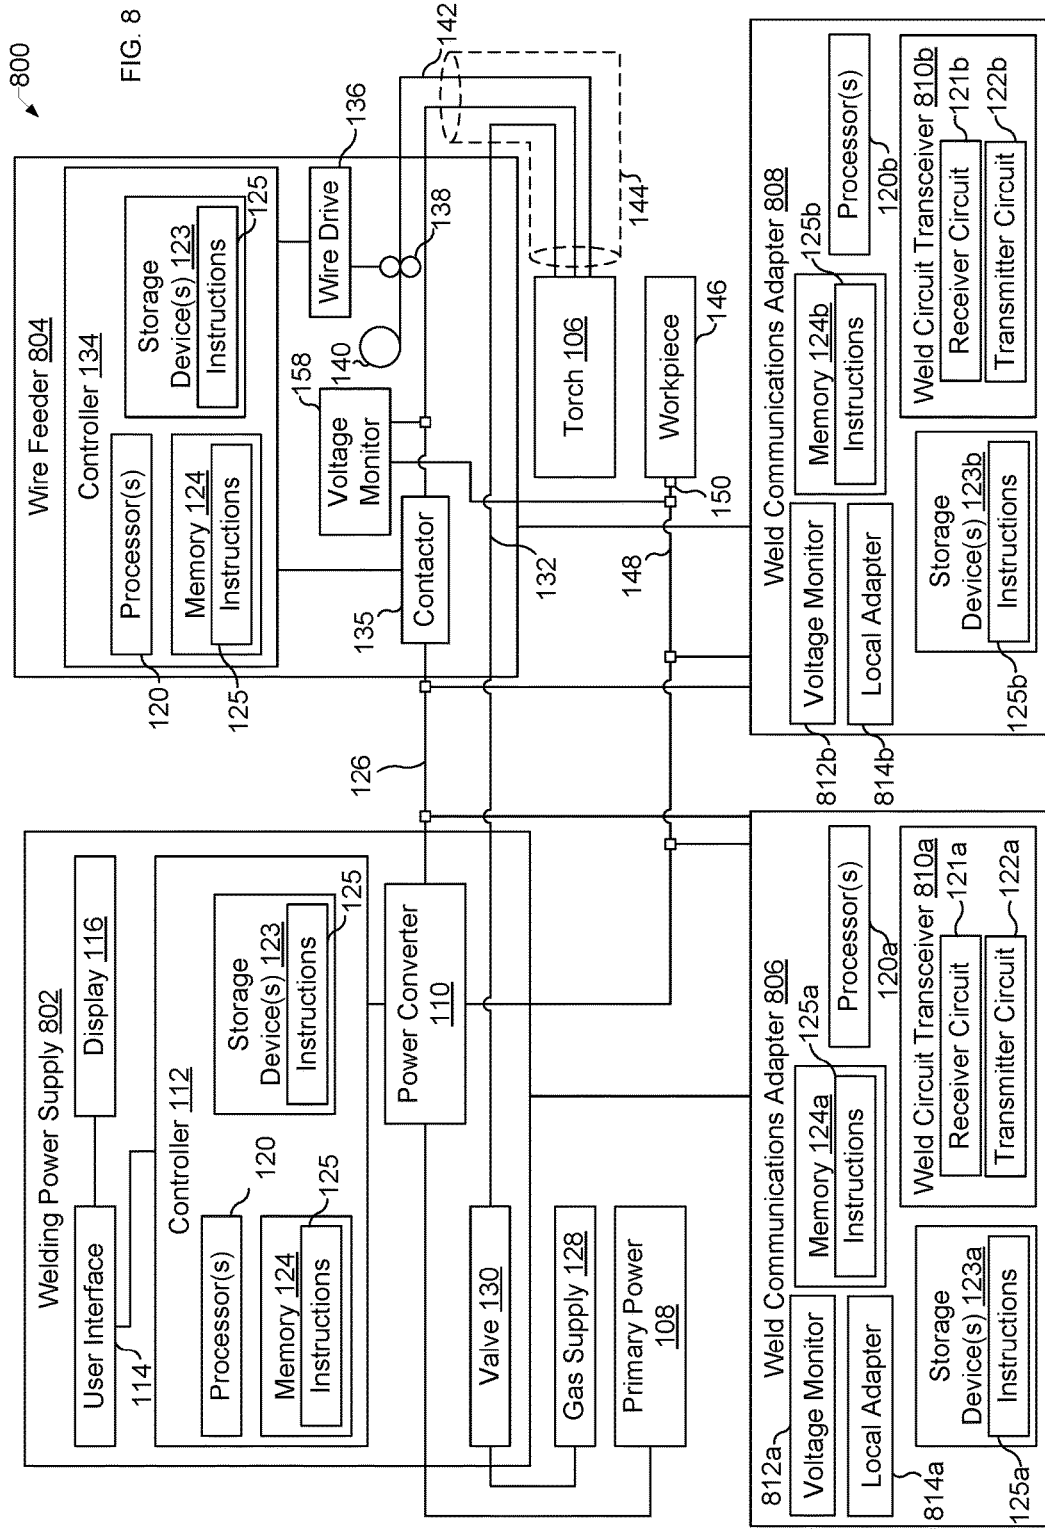 800
FIG. 8
Welding Power Supply 802
User Interface
Display 116
114
Controller 112
Processor(s)
120
Memory 124
Instructions
125
Storage
Device(s) 123
Instructions
125
Power Converter
110
Valve 130
Gas Supply 128
Primary Power
108
126
Wire Feeder 804
Controller 134
Processor(s)
120
Memory 124
Instructions
125
Storage
Device(s) 123
Instructions
125
135
Contactor
158
Voltage
Monitor
140
Wire Drive
136
138
142
144
132
Torch 106
Workpiece
146
148
150
Weld Communications Adapter 806
812a
Voltage Monitor
Local Adapter
814a
Memory 124a
Instructions
125a
Processor(s)
120a
Storage
Device(s) 123a
Instructions
125a
Weld Circuit Transceiver 810a
Receiver Circuit
121a
Transmitter Circuit
122a
Weld Communications Adapter 808
812b
Voltage Monitor
Local Adapter
814b
Memory 124b
Instructions
125b
Processor(s)
120b
Storage
Device(s) 123b
Instructions
125b
Weld Circuit Transceiver 810b
Receiver Circuit
121b
Transmitter Circuit
122b